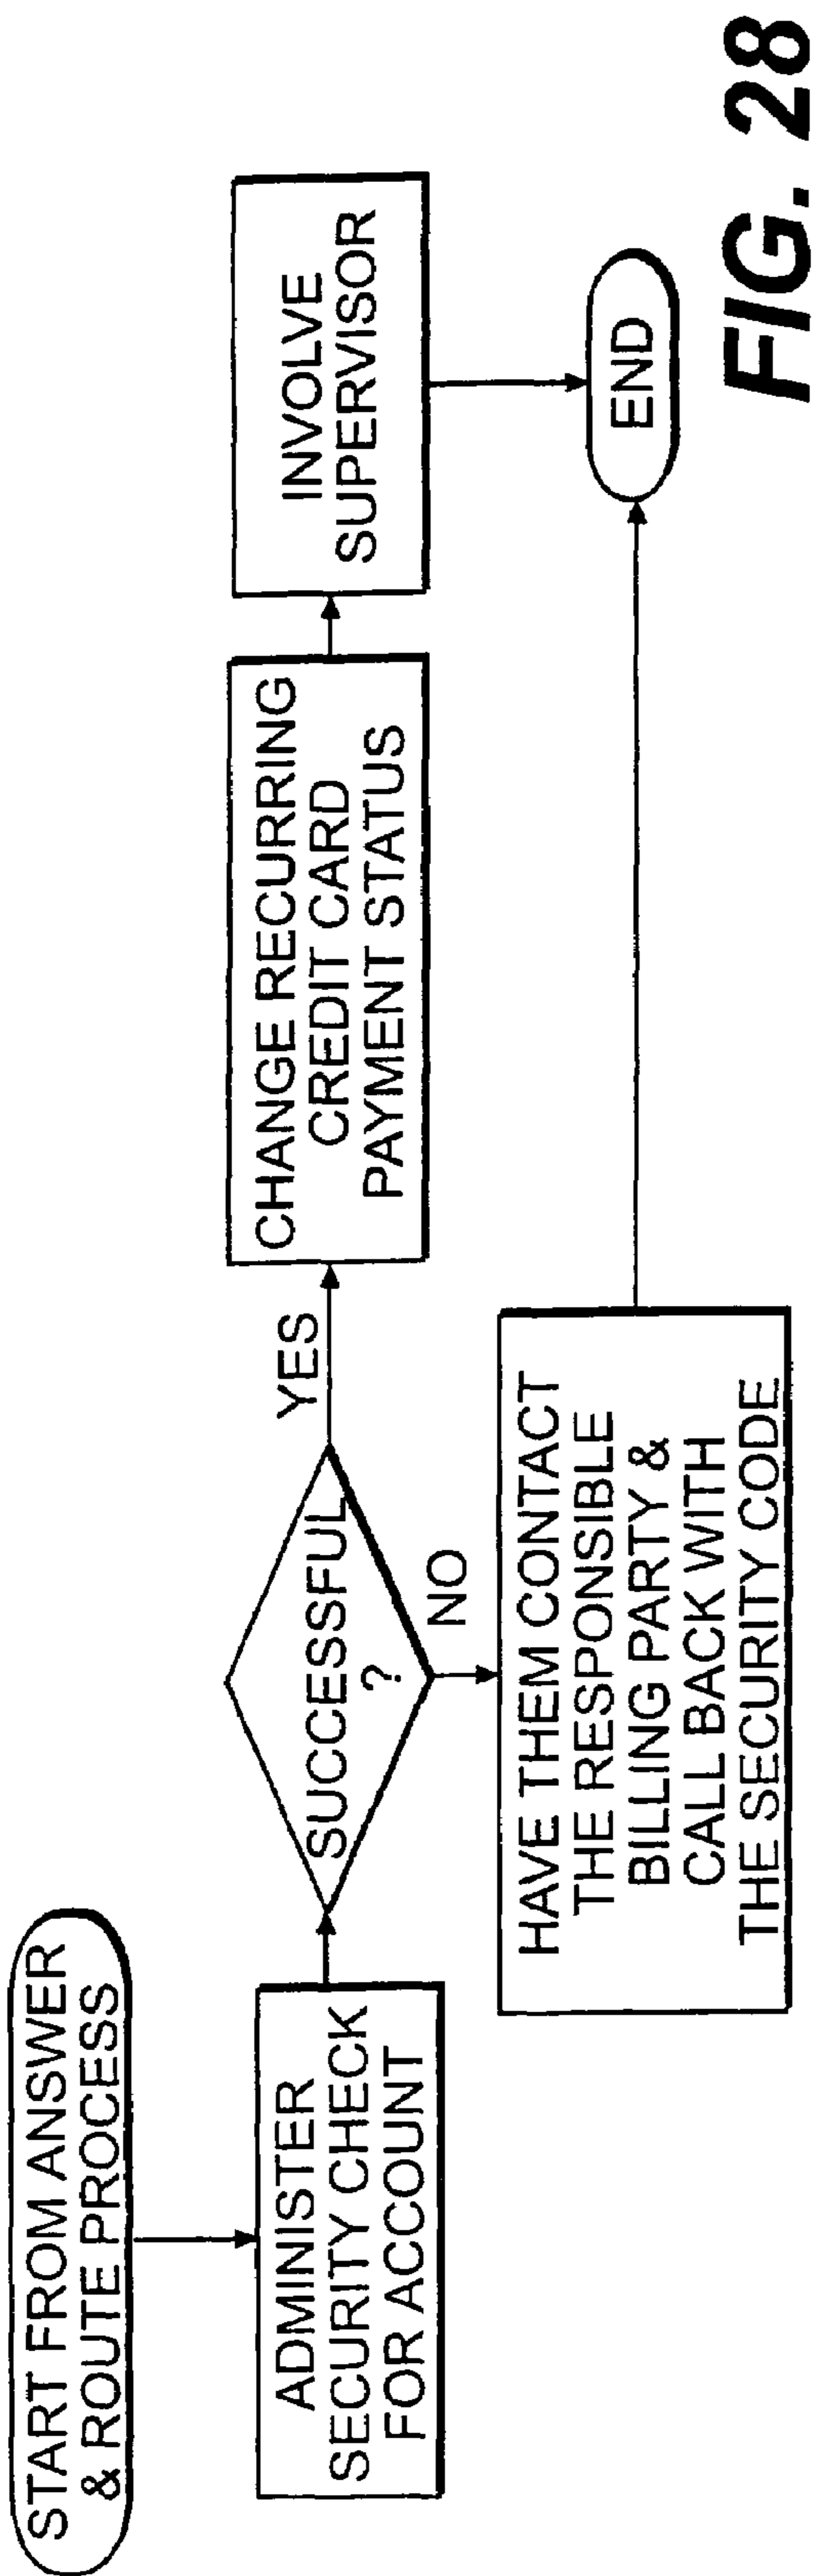 START FROM ANSWER
& ROUTE PROCESS
ADMINISTER
SECURITY CHECK
FOR ACCOUNT
SUCCESSFUL
?
YES
NO
CHANGE RECURRING
CREDIT CARD
PAYMENT STATUS
INVOLVE
SUPERVISOR
HAVE THEM CONTACT
THE RESPONSIBLE
BILLING PARTY &
CALL BACK WITH
THE SECURITY CODE
END
FIG. 28